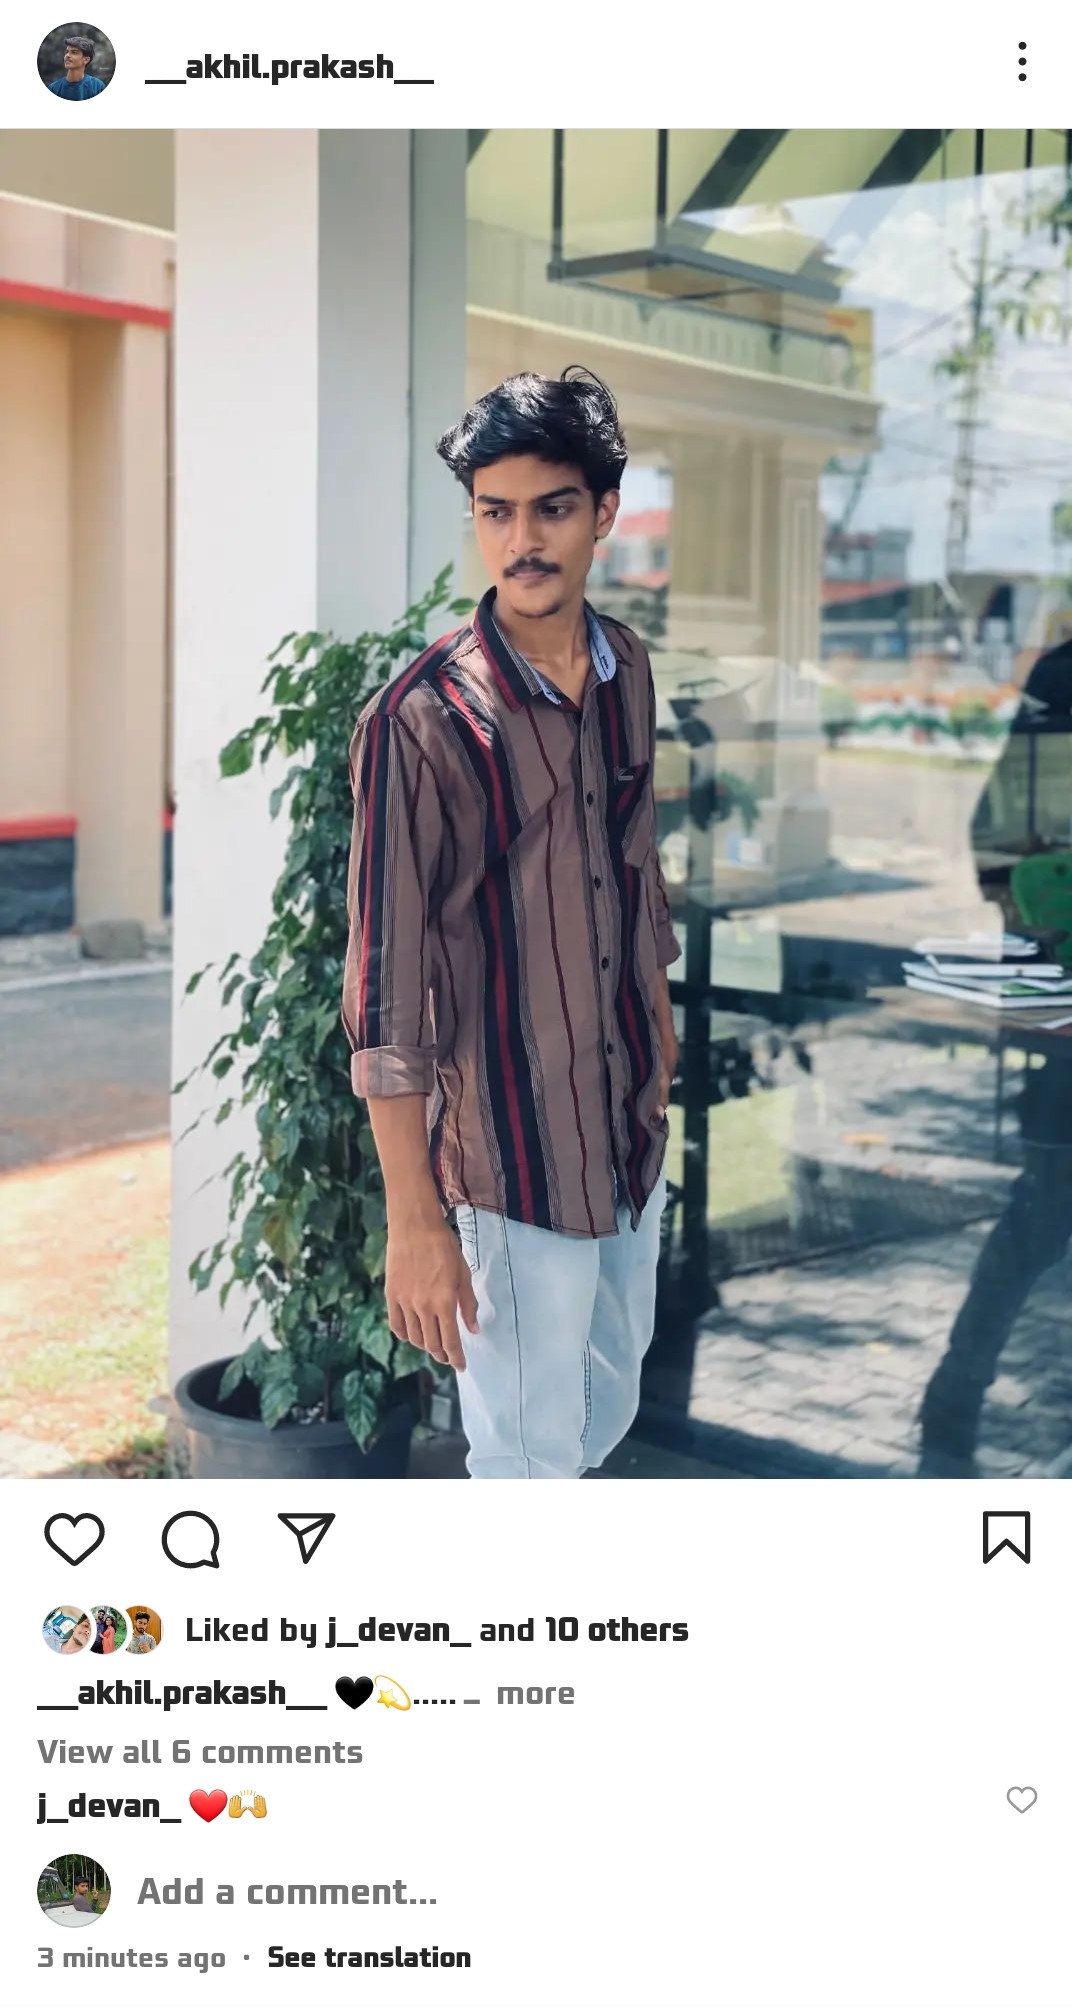 __akhil.prakash__
Liked by j_devan_ and 10 others
__akhil.prakash__ 🖤💫..... _ more
View all 6 comments
j_devan_ ❤️🙌
Add a comment...
3 minutes ago · See translation